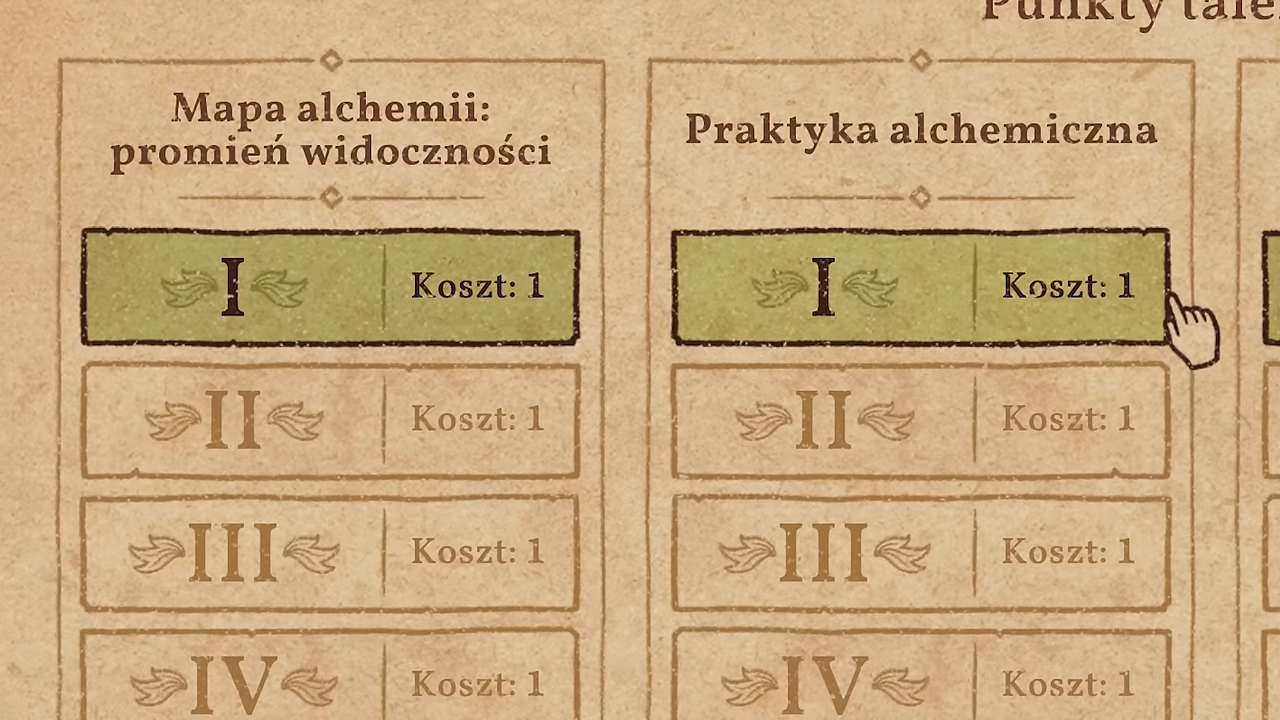 Punkty
Mapa alchemii:
promień widoczności
I Koszt: 1
II Koszt: 1
III Koszt: 1
IV Koszt: 1
Praktyka alchemiczna
I Koszt: 1
II Koszt: 1
III Koszt: 1
IV Koszt: 1